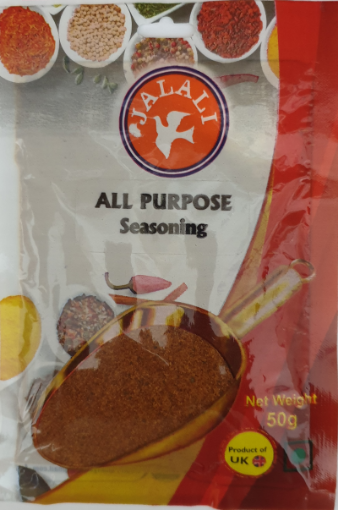 JALALI
ALL PURPOSE
Seasoning
Net Weight
50g
Product of
UK